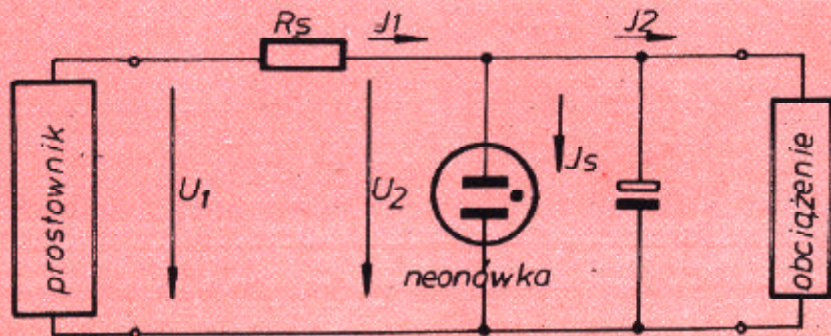 Rs
J1
J2
prostownik
U1
U2
Js
neonówka
obciążenie